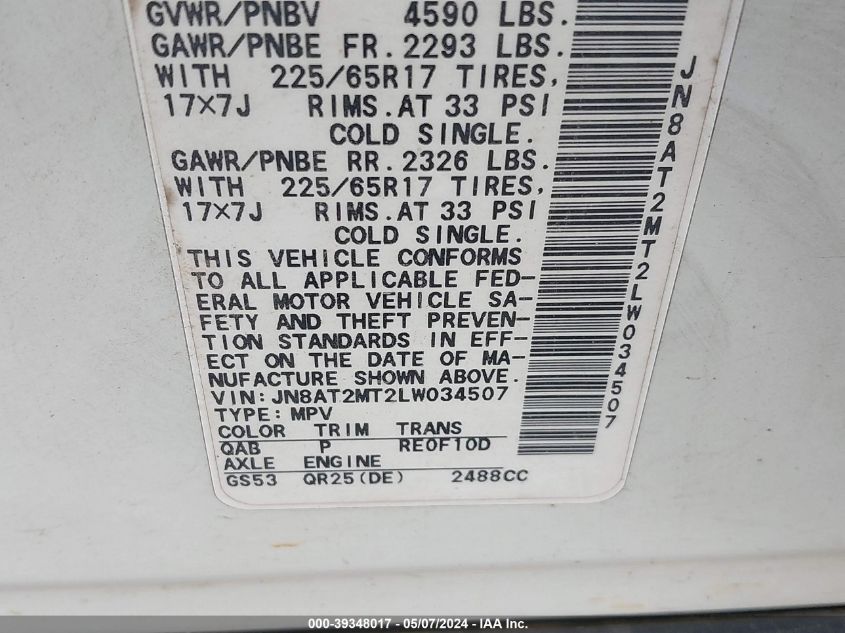 GVWR/PNBV 4590 LBS.
GAWR/PNBE FR. 2293 LBS.
WITH 225/65R17 TIRES,
17X7J RIMS. AT 33 PSI
COLD SINGLE.
GAWR/PNBE RR. 2326 LBS.
WITH 225/65R17 TIRES,
17X7J RIMS. AT 33 PSI
COLD SINGLE.
THIS VEHICLE CONFORMS
TO ALL APPLICABLE FED-
ERAL MOTOR VEHICLE SA-
FETY AND THEFT PREVEN-
TION STANDARDS IN EFF-
ECT ON THE DATE OF MA-
NUFACTURE SHOWN ABOVE.
VIN: JN8AT2MT2LW034507
TYPE: MPV
COLOR TRIM TRANS
QAB P RE0F10D
AXLE ENGINE
GS53 QR25(DE) 2488CC
JN8AT2MT2LW034507
000-39348017 - 05/07/2024 - IAA Inc.